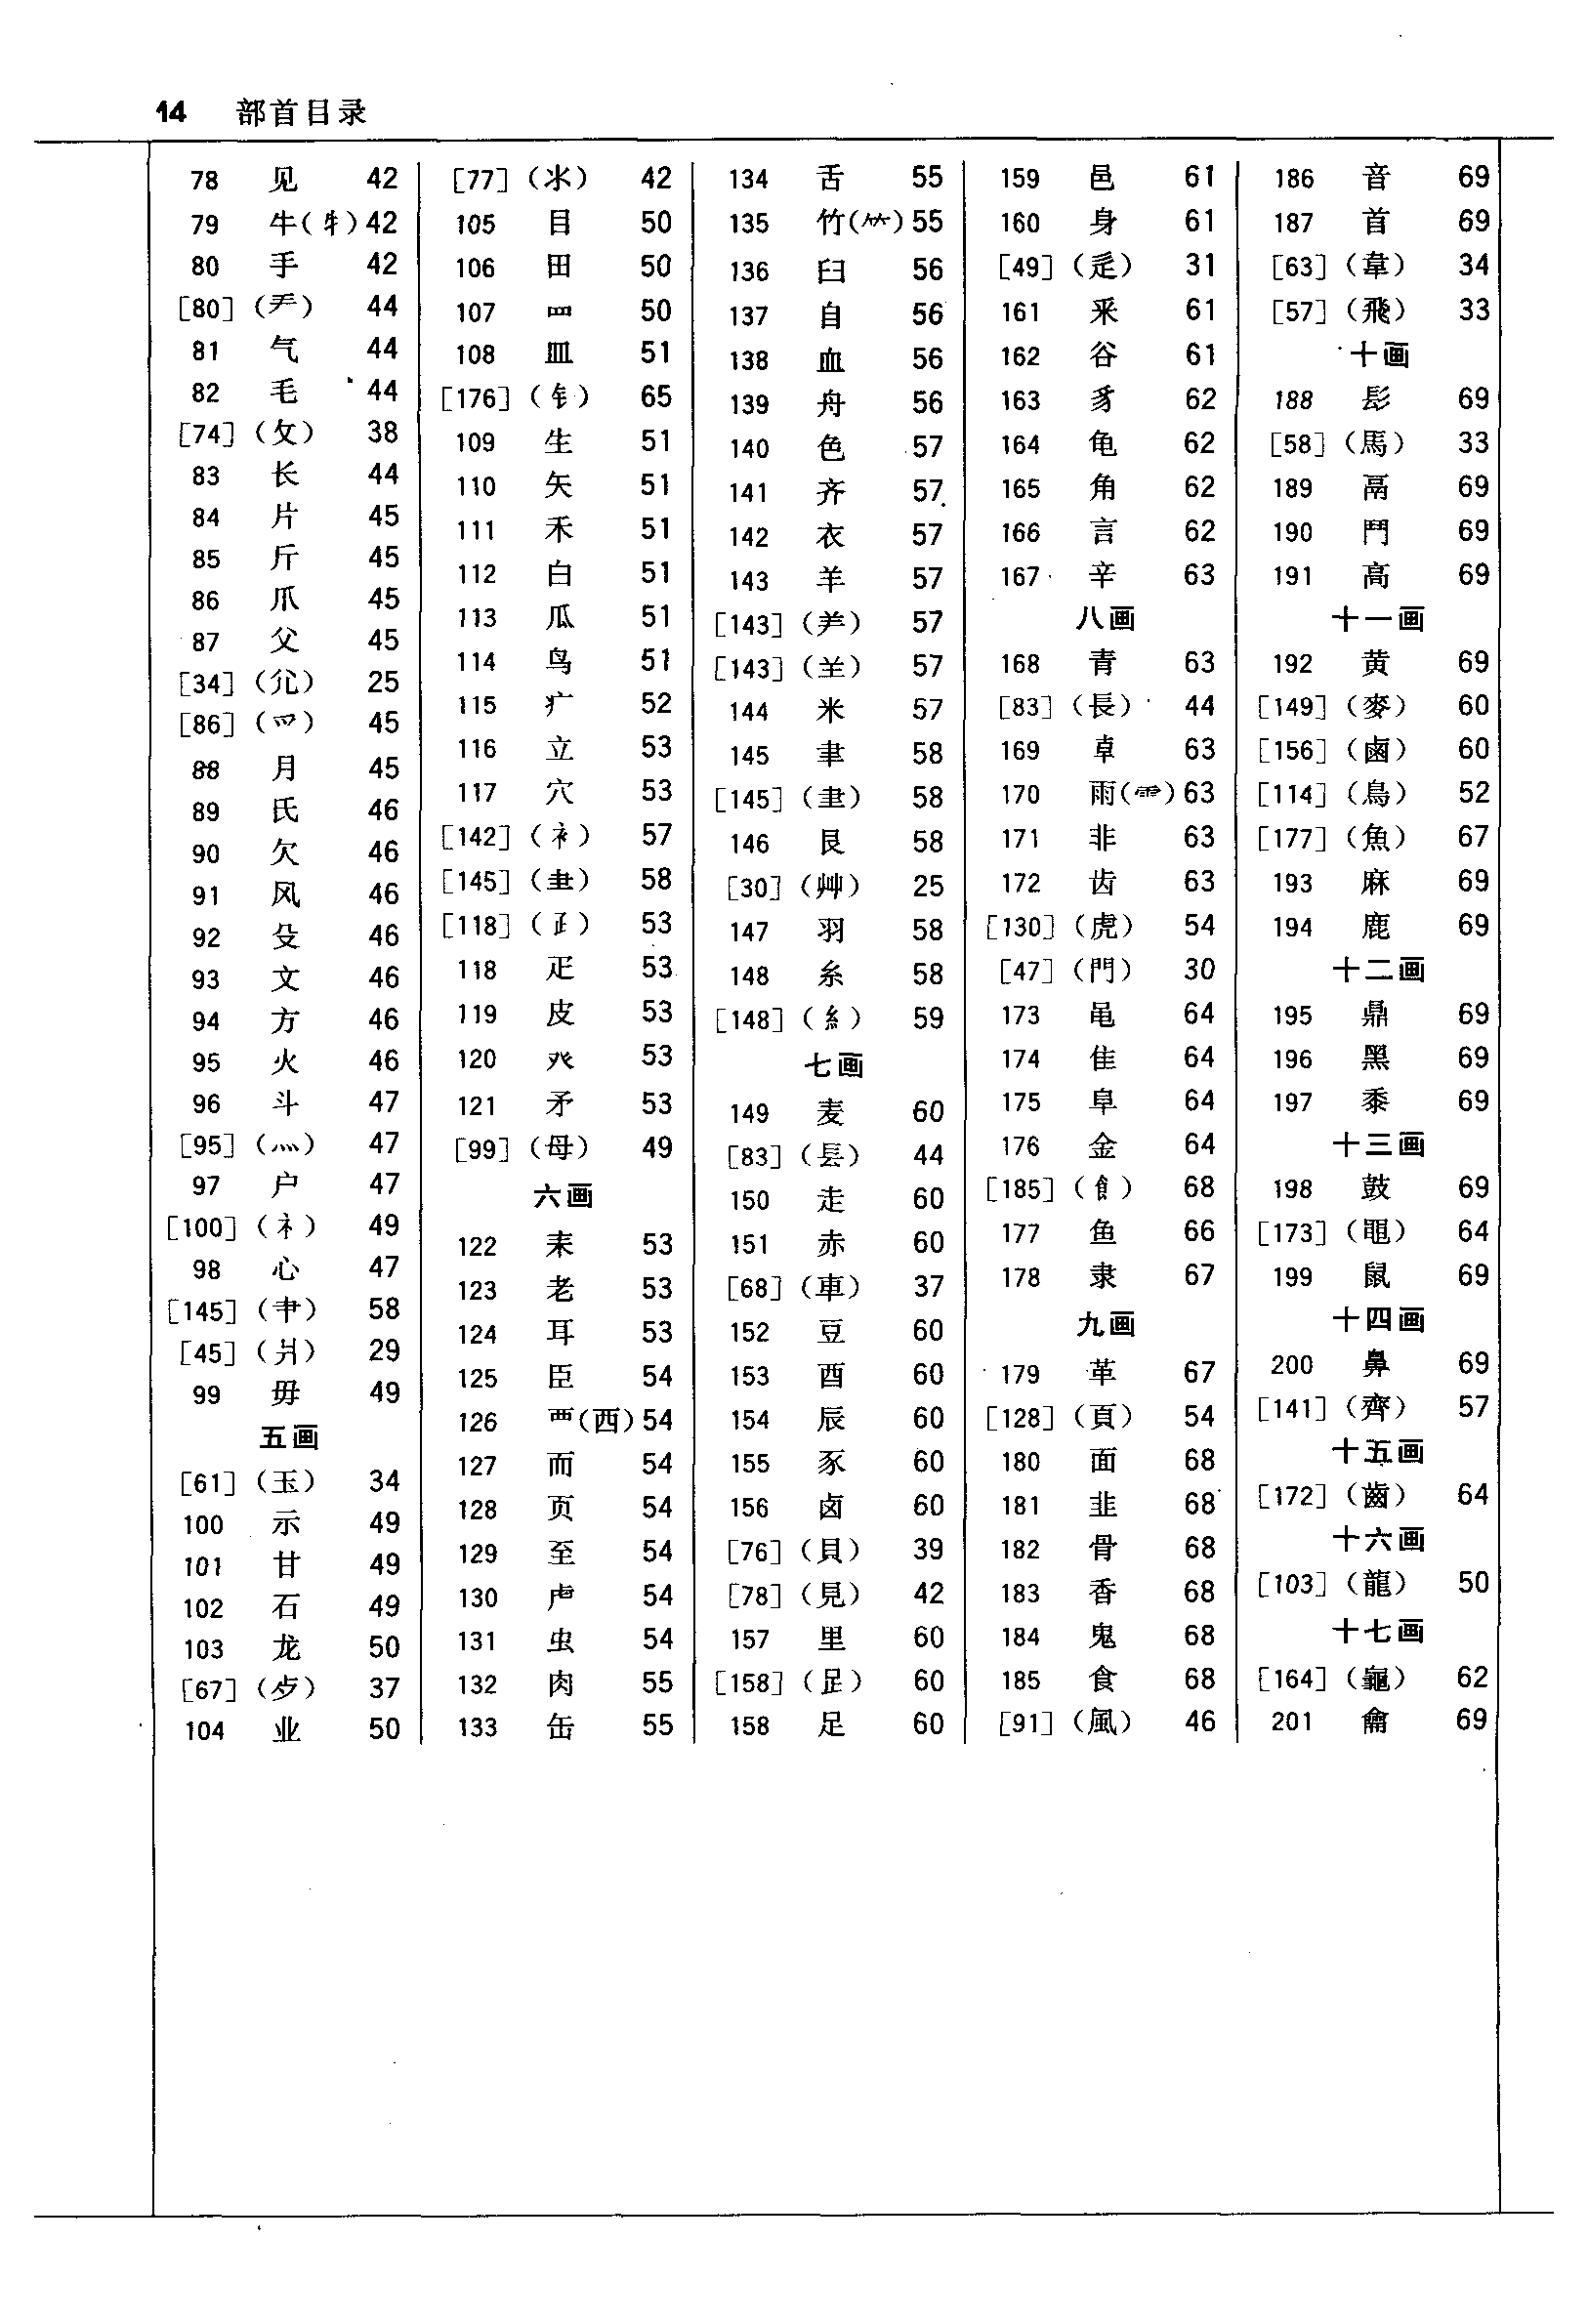 14 部首目录
78 见 42
79 牛(牜)42
80 手 42
[80](龵) 44
81 气 44
82 毛 44
[74](攵) 38
83 长 44
84 片 45
85 斤 45
86 爪 45
87 父 45
[34](尣) 25
[86](爫) 45
88 月 45
89 氏 46
90 欠 46
91 风 46
92 殳 46
93 文 46
94 方 46
95 火 46
96 斗 47
[95](灬) 47
97 户 47
[100](礻) 49
98 心 47
[145](肀) 58
[45](爿) 29
99 毋 49
五画
[61](玉) 34
100 示 49
101 甘 49
102 石 49
103 龙 50
[67](歺) 37
104 业 50
[77](氺) 42
105 目 50
106 田 50
107 罒 50
108 皿 51
[176](钅) 65
109 生 51
110 矢 51
111 禾 51
112 白 51
113 瓜 51
114 鸟 51
115 疒 52
116 立 53
117 穴 53
[142](衤) 57
[145](⺻) 58
[118](𤴔) 53
118 疋 53
119 皮 53
120 癶 53
121 矛 53
[99](母) 49
六画
122 耒 53
123 老 53
124 耳 53
125 臣 54
126 覀(西)54
127 而 54
128 页 54
129 至 54
130 虍 54
131 虫 54
132 肉 55
133 缶 55
134 舌 55
135 竹(⺮)55
136 臼 56
137 自 56
138 血 56
139 舟 56
140 色 57
141 齐 57
142 衣 57
143 羊 57
[143](⺶) 57
[143](⺷) 57
144 米 57
145 聿 58
[145](⺻) 58
146 艮 58
[30](艸) 25
147 羽 58
148 糸 58
[148](糹) 59
七画
149 麦 60
[83](镸) 44
150 走 60
151 赤 60
[68](車) 37
152 豆 60
153 酉 60
154 辰 60
155 豕 60
156 卤 60
[76](貝) 39
[78](見) 42
157 里 60
[158](⻊) 60
158 足 60
159 邑 61
160 身 61
[49](辵) 31
161 釆 61
162 谷 61
163 豸 62
164 龟 62
165 角 62
166 言 62
167 辛 63
八画
168 青 63
[83](長) 44
169 卓 63
170 雨(⻗)63
171 非 63
172 齿 63
[130](虎) 54
[47](門) 30
173 黾 64
174 隹 64
175 阜 64
176 金 64
[185](飠) 68
177 鱼 66
178 隶 67
九画
179 革 67
[128](頁) 54
180 面 68
181 韭 68
182 骨 68
183 香 68
184 鬼 68
185 食 68
[91](風) 46
186 音 69
187 首 69
[63](韋) 34
[57](飛) 33
十画
188 髟 69
[58](馬) 33
189 鬲 69
190 鬥 69
191 高 69
十一画
192 黄 69
[149](麥) 60
[156](鹵) 60
[114](鳥) 52
[177](魚) 67
193 麻 69
194 鹿 69
十二画
195 鼎 69
196 黑 69
197 黍 69
十三画
198 鼓 69
[173](黽) 64
199 鼠 69
十四画
200 鼻 69
[141](齊) 57
十五画
[172](齒) 64
十六画
[103](龍) 50
十七画
[164](龜) 62
201 龠 69